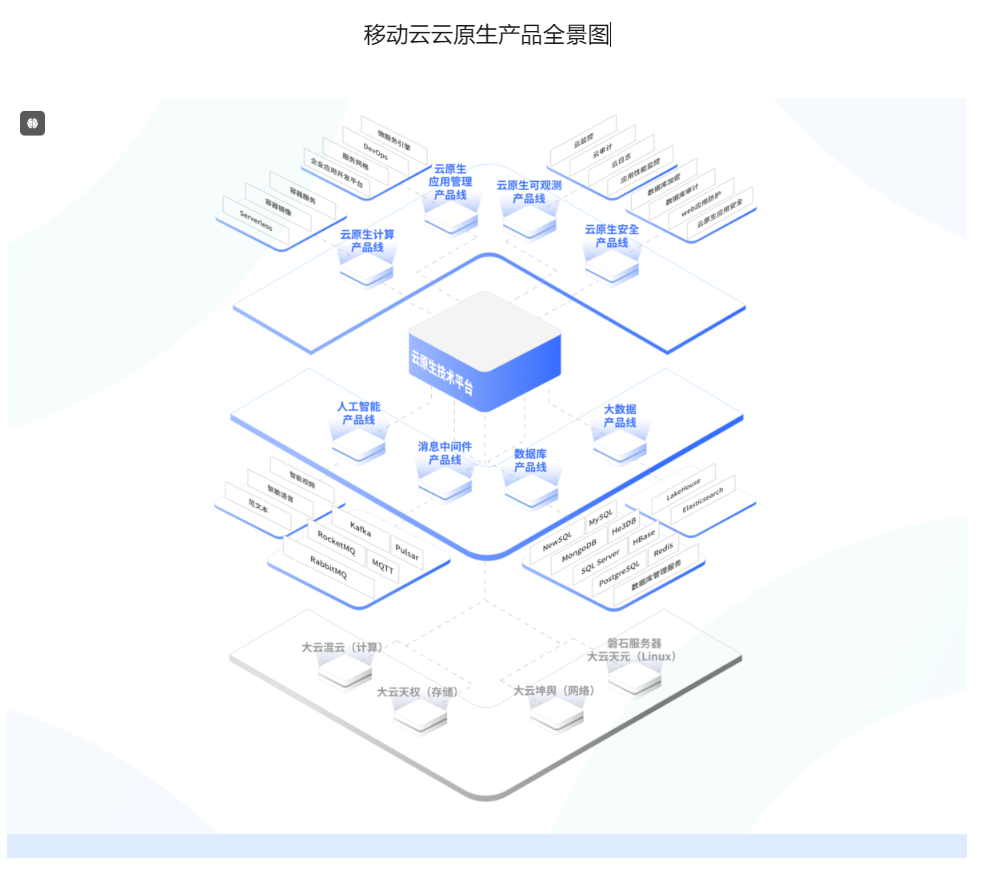 移动云云原生产品全景图
微服务引擎
DevOps
服务网格
企业应用开发平台
云监控
云审计
云日志
应用性能监控
容器服务
容器镜像
Serverless
数据库加密
数据库审计
web应用防护
云原生应用安全
云原生
应用管理
产品线
云原生可观测
产品线
云原生计算
产品线
云原生安全
产品线
云原生技术平台
人工智能
产品线
消息中间件
产品线
数据库
产品线
大数据
产品线
智能视频
智能语音
范文本
Kafka
Pulsar
RocketMQ
MQTT
RabbitMQ
NewSQL
MySQL
MongoDB
He3DB
SQL Server
HBase
PostgreSQL
Redis
数据库管理服务
LakeHouse
Elasticsearch
大云混云（计算）
大云天权（存储）
大云坤舆（网络）
磐石服务器
大云天元（Linux）